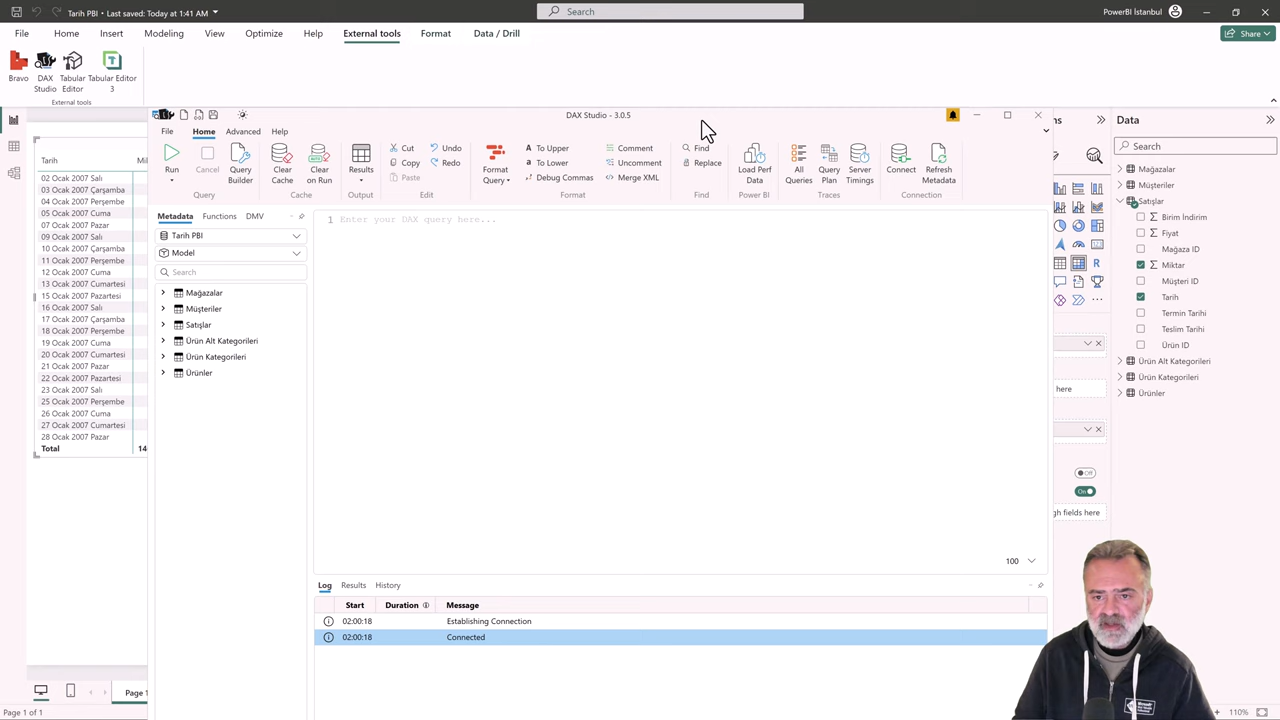 Tarih PBI • Last saved: Today at 1:41 AM
Search
PowerBI İstanbul
File Home Insert Modeling View Optimize Help External tools Format Data / Drill
Share
Bravo
DAX Studio
Tabular Editor
Tabular Editor 3
External tools
DAX Studio - 3.0.5
File Home Advanced Help
Run
Cancel
Query Builder
Query
Clear Cache
Clear on Run
Cache
Results
Output
Cut
Copy
Paste
Undo
Redo
Edit
Format Query
To Upper
To Lower
Debug Commas
Comment
Uncomment
Merge XML
Format
Find
Replace
Find
Load Perf Data
Power BI
All Queries
Query Plan
Server Timings
Traces
Connect
Refresh Metadata
Connection
Metadata Functions DMV
Tarih PBI
Model
Search
Mağazalar
Müşteriler
Satışlar
Ürün Alt Kategorileri
Ürün Kategorileri
Ürünler
1 Enter your DAX query here...
100
Log Results History
Start Duration Message
02:00:18 Establishing Connection
02:00:18 Connected
Tarih Mil
02 Ocak 2007 Salı
03 Ocak 2007 Çarşamba
04 Ocak 2007 Perşembe
05 Ocak 2007 Cuma
07 Ocak 2007 Pazar
09 Ocak 2007 Salı
10 Ocak 2007 Çarşamba
11 Ocak 2007 Perşembe
12 Ocak 2007 Cuma
13 Ocak 2007 Cumartesi
15 Ocak 2007 Pazartesi
16 Ocak 2007 Salı
17 Ocak 2007 Çarşamba
18 Ocak 2007 Perşembe
19 Ocak 2007 Cuma
20 Ocak 2007 Cumartesi
21 Ocak 2007 Pazar
22 Ocak 2007 Pazartesi
23 Ocak 2007 Salı
25 Ocak 2007 Perşembe
26 Ocak 2007 Cuma
27 Ocak 2007 Cumartesi
28 Ocak 2007 Pazar
Total 14
ns
here
Off
On
gh fields here
Data
Search
Mağazalar
Müşteriler
Satışlar
Birim İndirim
Fiyat
Mağaza ID
Miktar
Müşteri ID
Tarih
Termin Tarihi
Teslim Tarihi
Ürün ID
Ürün Alt Kategorileri
Ürün Kategorileri
Ürünler
Page 1
Page 1 of 1
110%